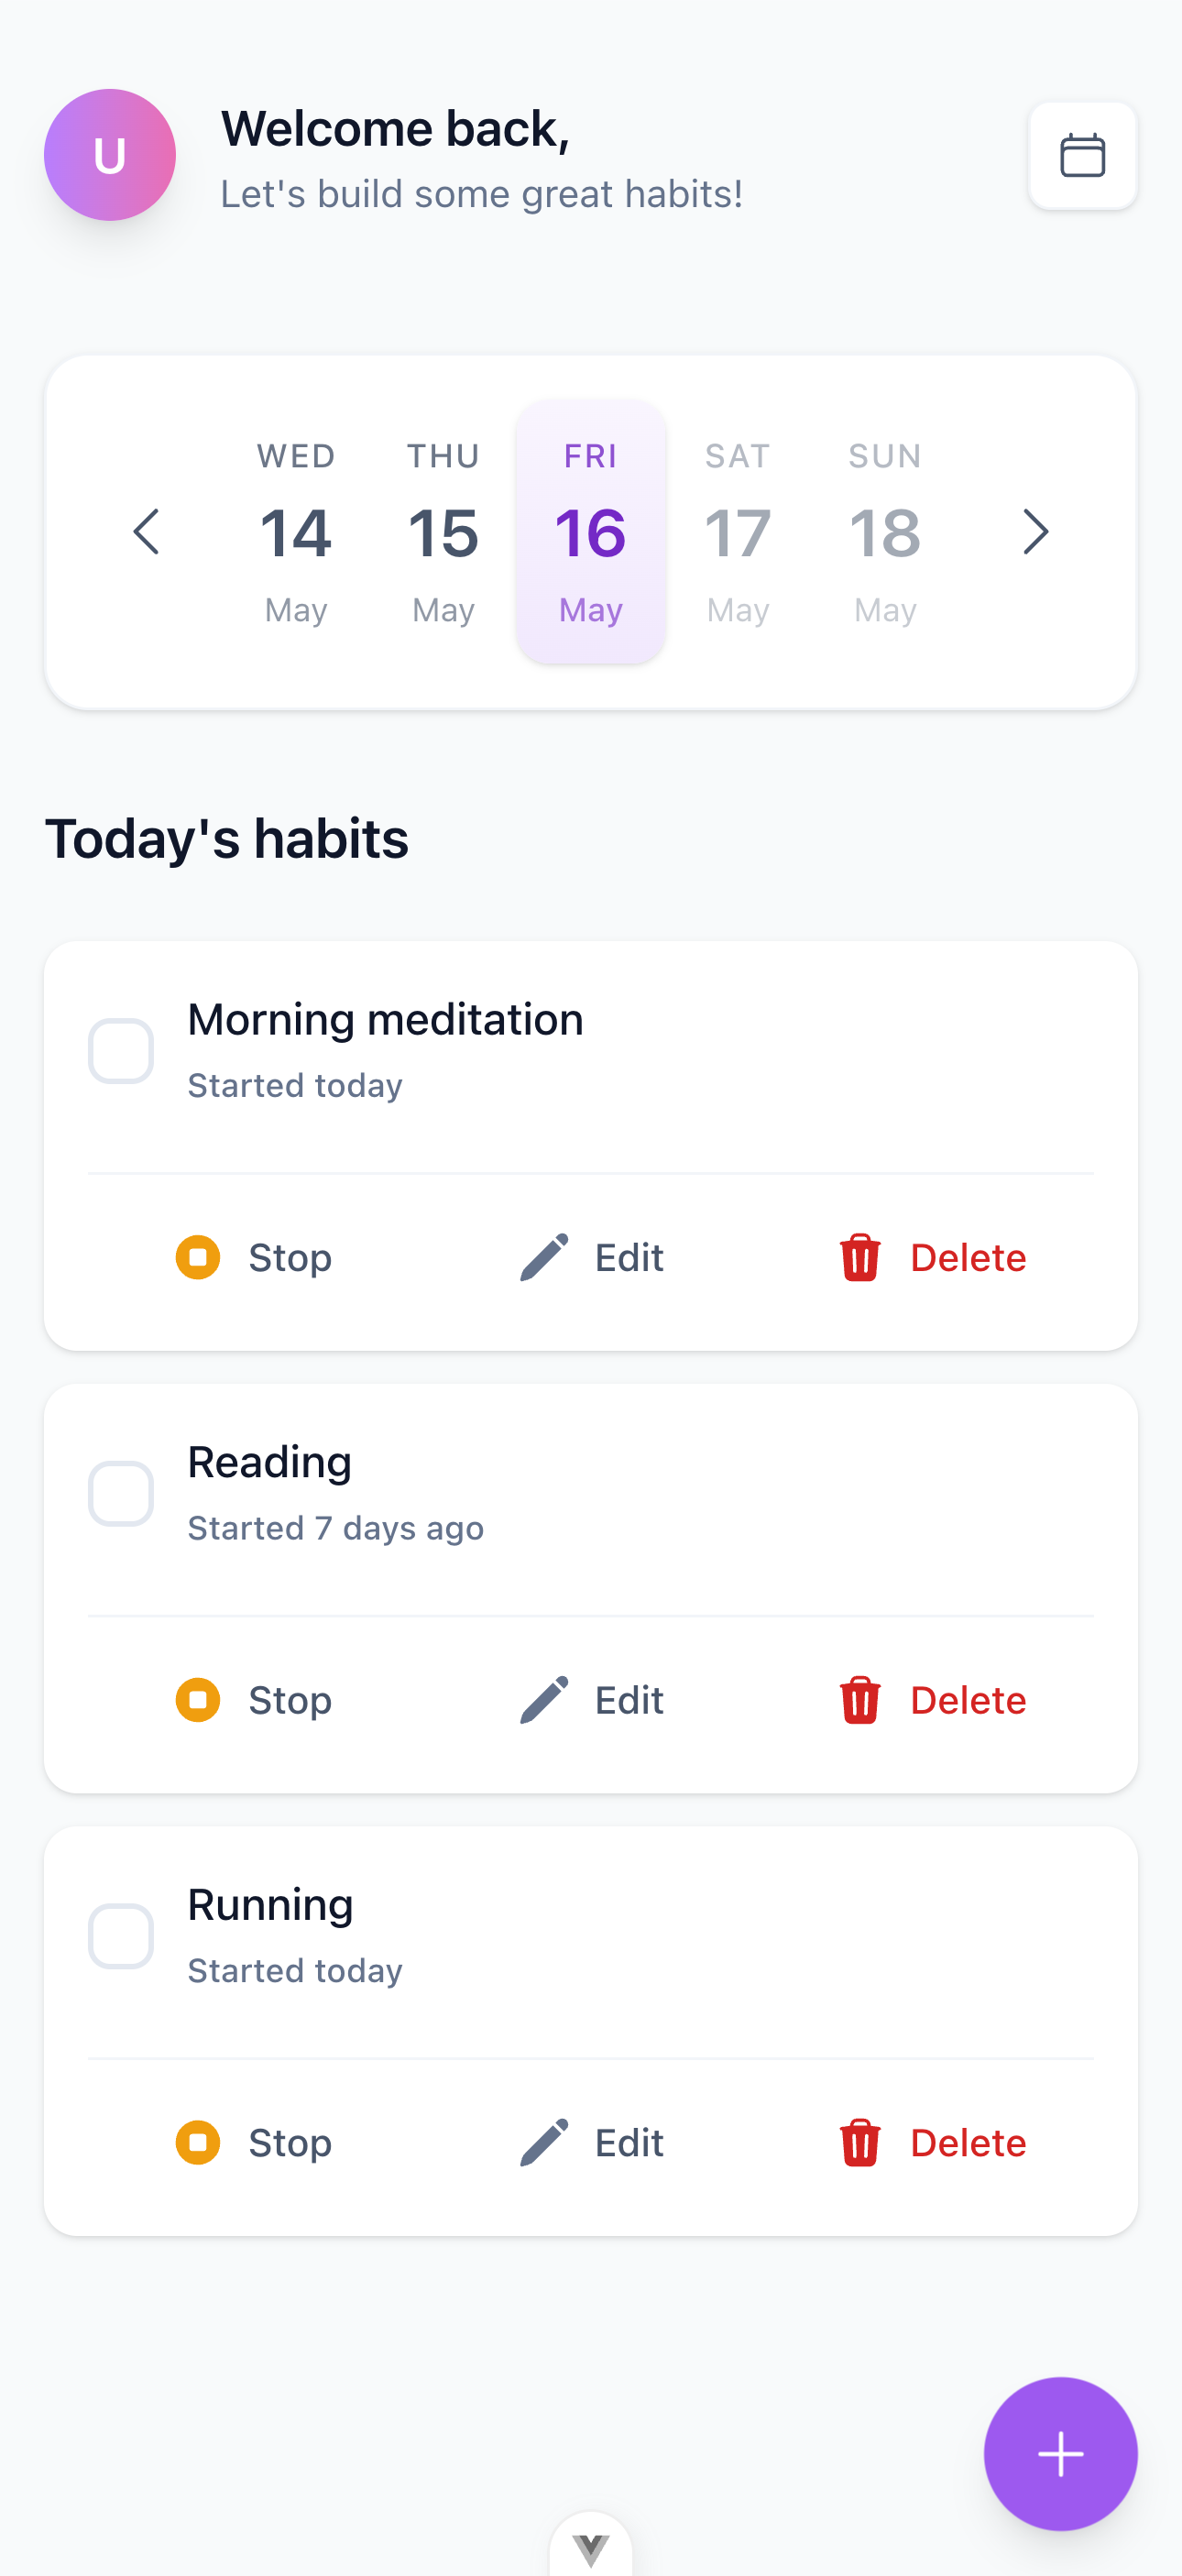 U
Welcome back,
Let's build some great habits!
WED THU FRI SAT SUN
14 15 16 17 18
May May May May May
Today's habits
Morning meditation
Started today
Stop Edit Delete
Reading
Started 7 days ago
Stop Edit Delete
Running
Started today
Stop Edit Delete